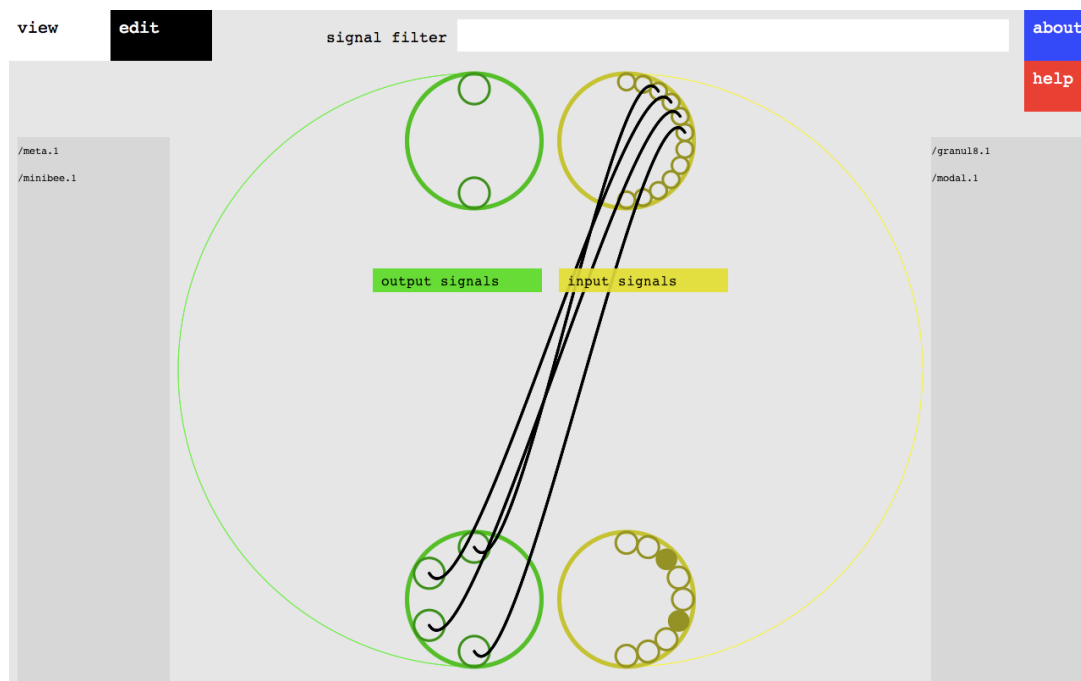 view
edit
signal filter
about
help
/meta.1
/minibee.1
/granul8.1
/modal.1
output signals
input signals